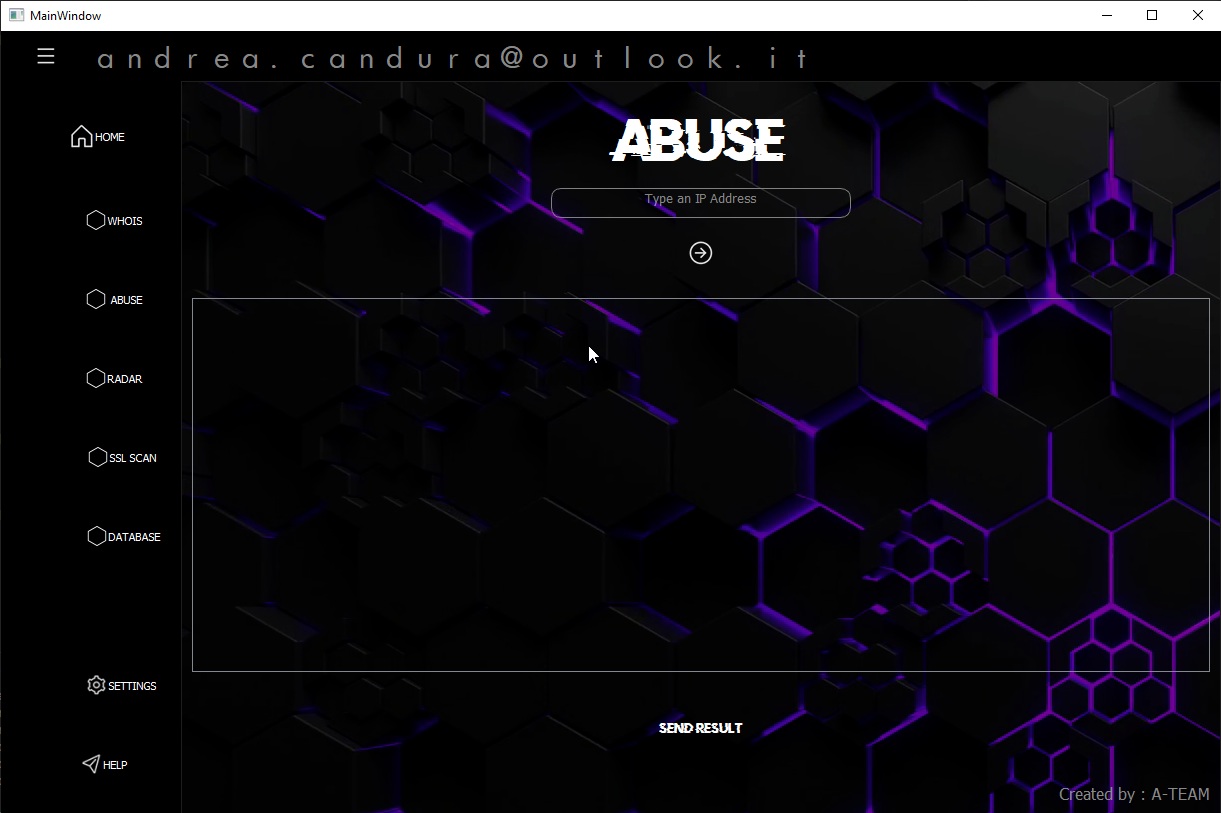 MainWindow
andrea.candura@outlook.it
HOME
WHOIS
ABUSE
RADAR
SSL SCAN
DATABASE
SETTINGS
HELP
ABUSE
Type an IP Address
SEND RESULT
Created by : A-TEAM